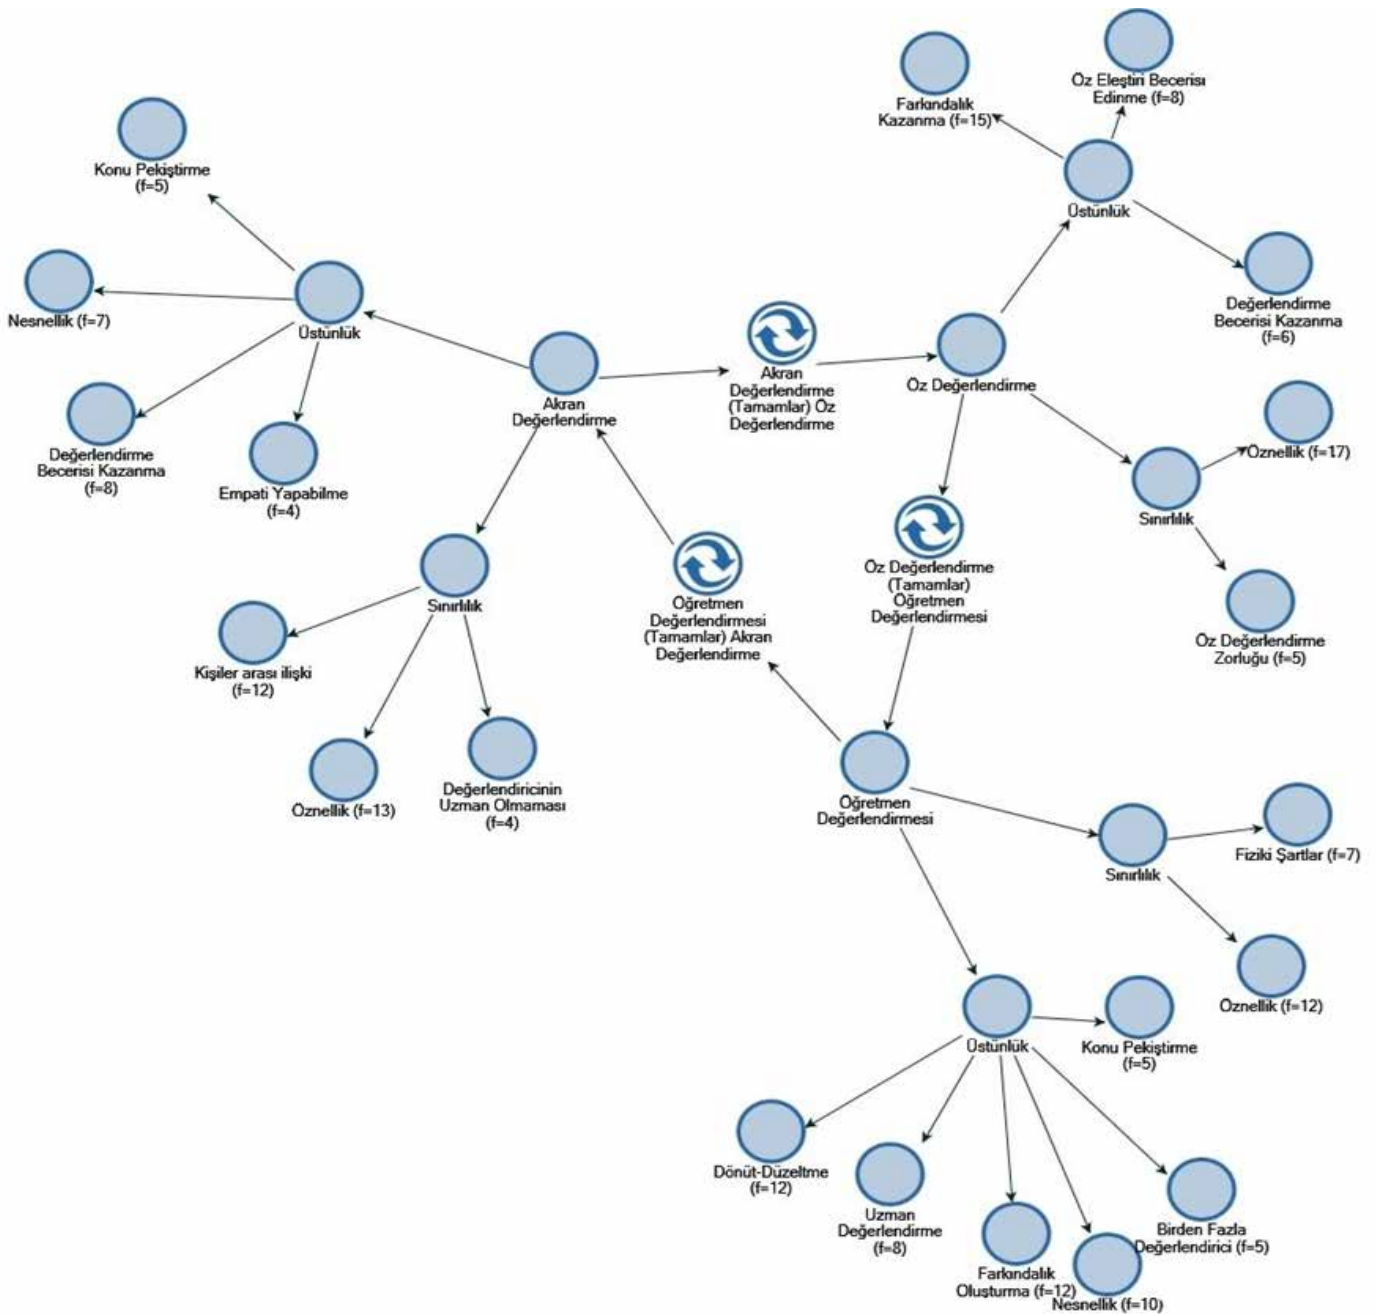 Öz Eleştiri Becerisi
Edinme (f=8)
Farkındalık
Kazanma (f=15)
Üstünlük
Değerlendirme
Becerisi Kazanma
(f=6)
Konu Pekiştirme
(f=5)
Nesnellik (f=7)
Üstünlük
Değerlendirme
Becerisi Kazanma
(f=8)
Empati Yapabilme
(f=4)
Akran
Değerlendirme
Akran
Değerlendirme
(Tamamlar) Öz
Değerlendirme
Öz Değerlendirme
Öznellik (f=17)
Sınırlılık
Öz Değerlendirme
Zorluğu (f=5)
Öz Değerlendirme
(Tamamlar)
Öğretmen
Değerlendirmesi
Öğretmen
Değerlendirmesi
(Tamamlar) Akran
Değerlendirme
Sınırlılık
Kişiler arası ilişki
(f=12)
Öznellik (f=13)
Değerlendiricinin
Uzman Olmaması
(f=4)
Öğretmen
Değerlendirmesi
Sınırlılık
Fiziki Şartlar (f=7)
Öznellik (f=12)
Üstünlük
Konu Pekiştirme
(f=5)
Dönüt-Düzeltme
(f=12)
Uzman
Değerlendirme
(f=8)
Farkındalık
Oluşturma (f=12)
Nesnellik (f=10)
Birden Fazla
Değerlendirici (f=5)